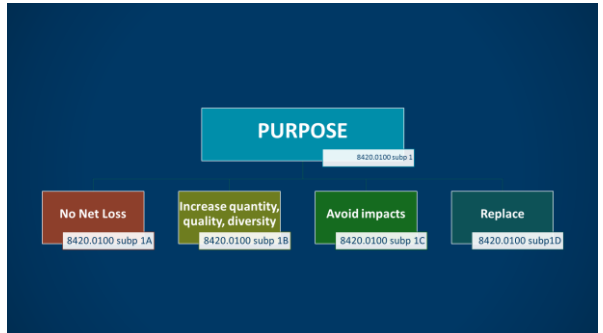 PURPOSE
8420.0100 subp 1
No Net Loss
8420.0100 subp 1A
Increase quantity,
quality, diversity
8420.0100 subp 1B
Avoid impacts
8420.0100 subp 1C
Replace
8420.0100 subp1D